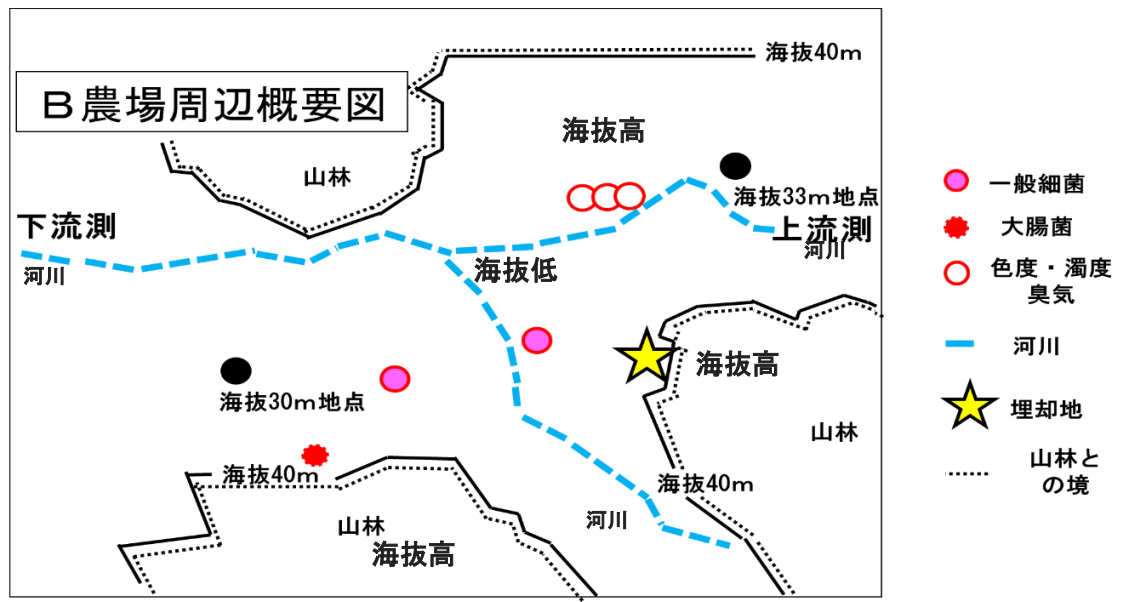 海抜40m
B農場周辺概要図
海抜高
山林
海抜33m地点
下流測
上流測
河川
河川
海抜低
海抜高
海抜30m地点
山林
海抜40m
海抜40m
河川
山林
海抜高
一般細菌
大腸菌
色度・濁度
臭気
河川
埋却地
山林と
の境